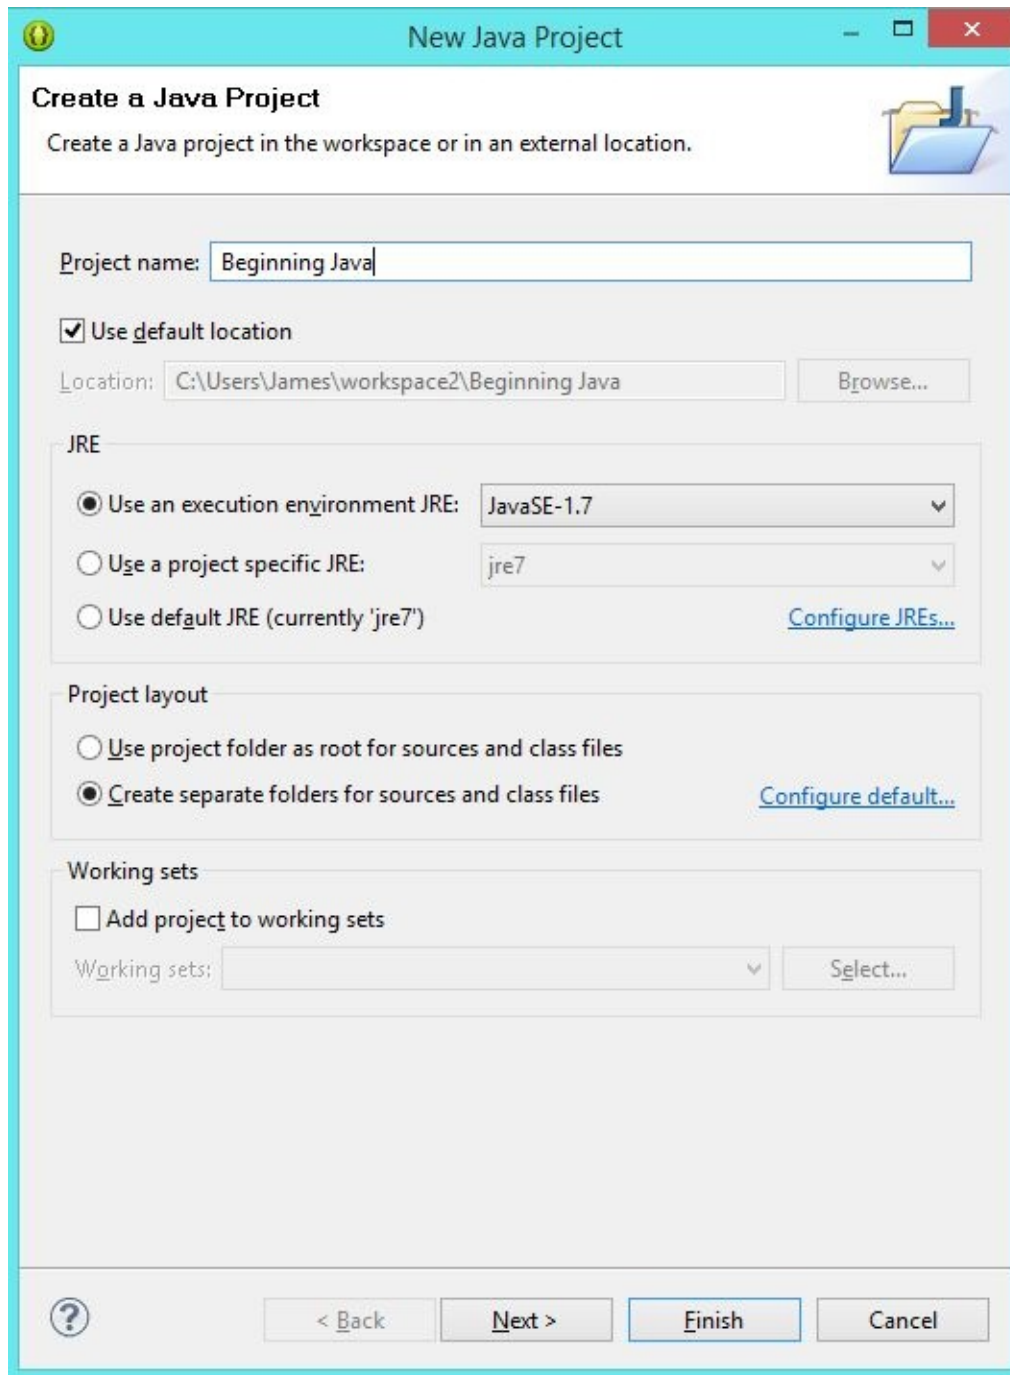 New Java Project
Create a Java Project
Create a Java project in the workspace or in an external location.
Project name: Beginning Java
Use default location
Location: C:\Users\James\workspace2\Beginning Java Browse...
JRE
Use an execution environment JRE: JavaSE-1.7
Use a project specific JRE: jre7
Use default JRE (currently 'jre7') Configure JREs...
Project layout
Use project folder as root for sources and class files
Create separate folders for sources and class files Configure default...
Working sets
Add project to working sets
Working sets: Select...
? < Back Next > Finish Cancel